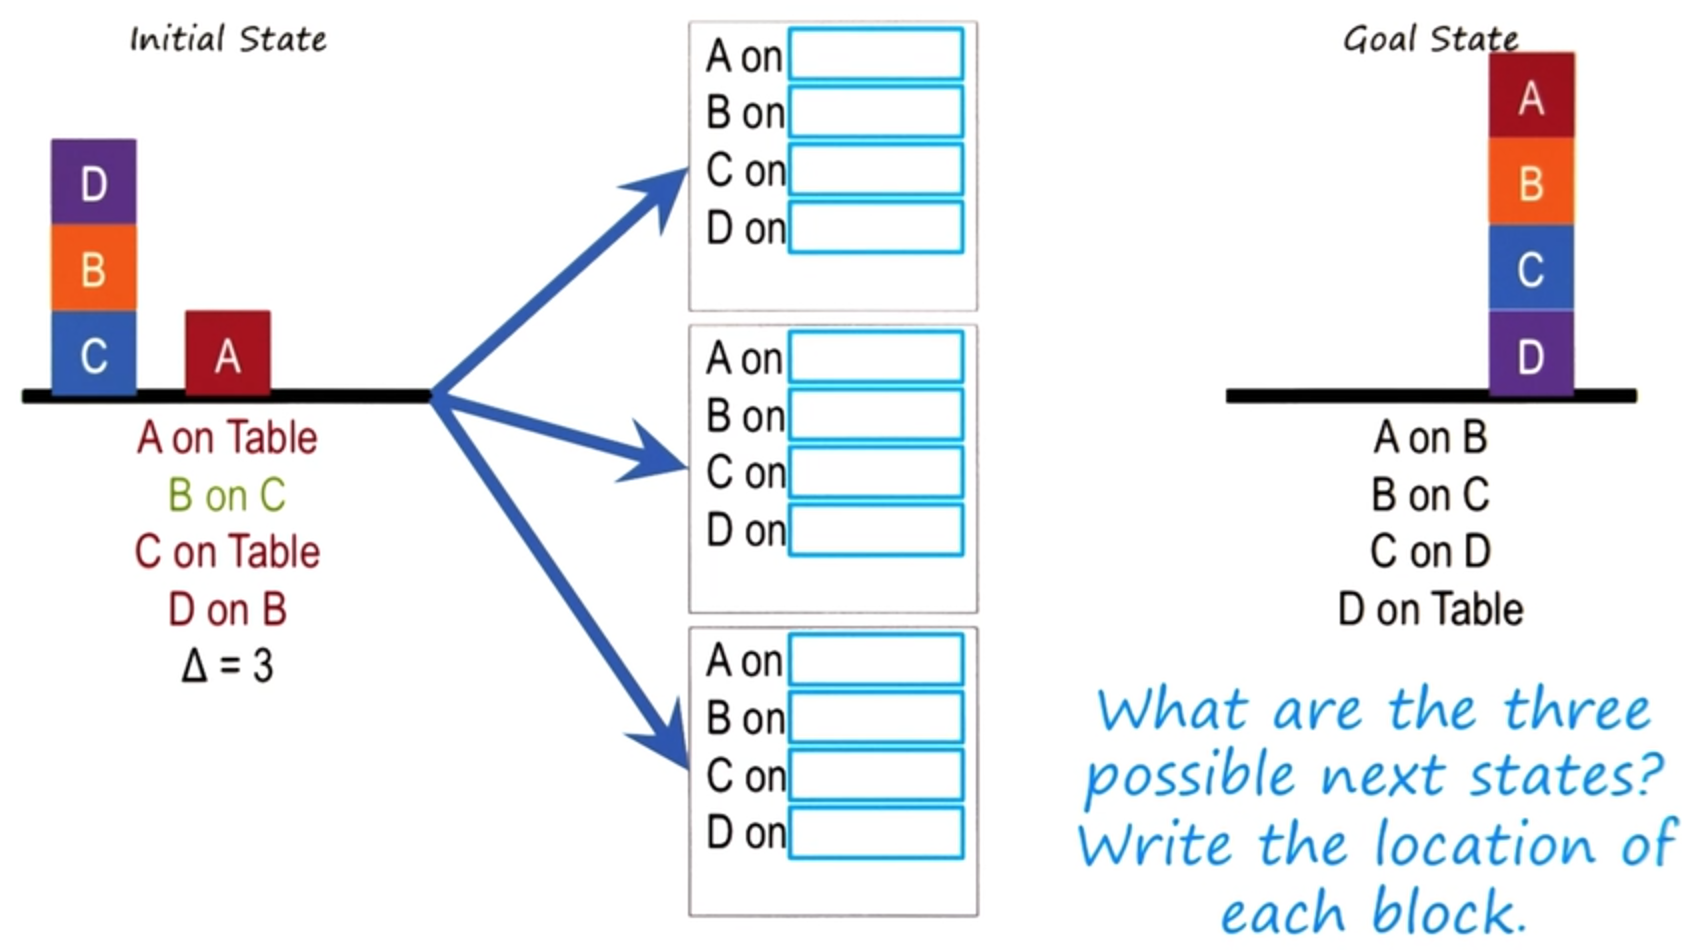 Initial State
D
B
C
A
A on Table
B on C
C on Table
D on B
Δ = 3
A on
B on
C on
D on
A on
B on
C on
D on
A on
B on
C on
D on
Goal State
A
B
C
D
A on B
B on C
C on D
D on Table
What are the three
possible next states?
Write the location of
each block.